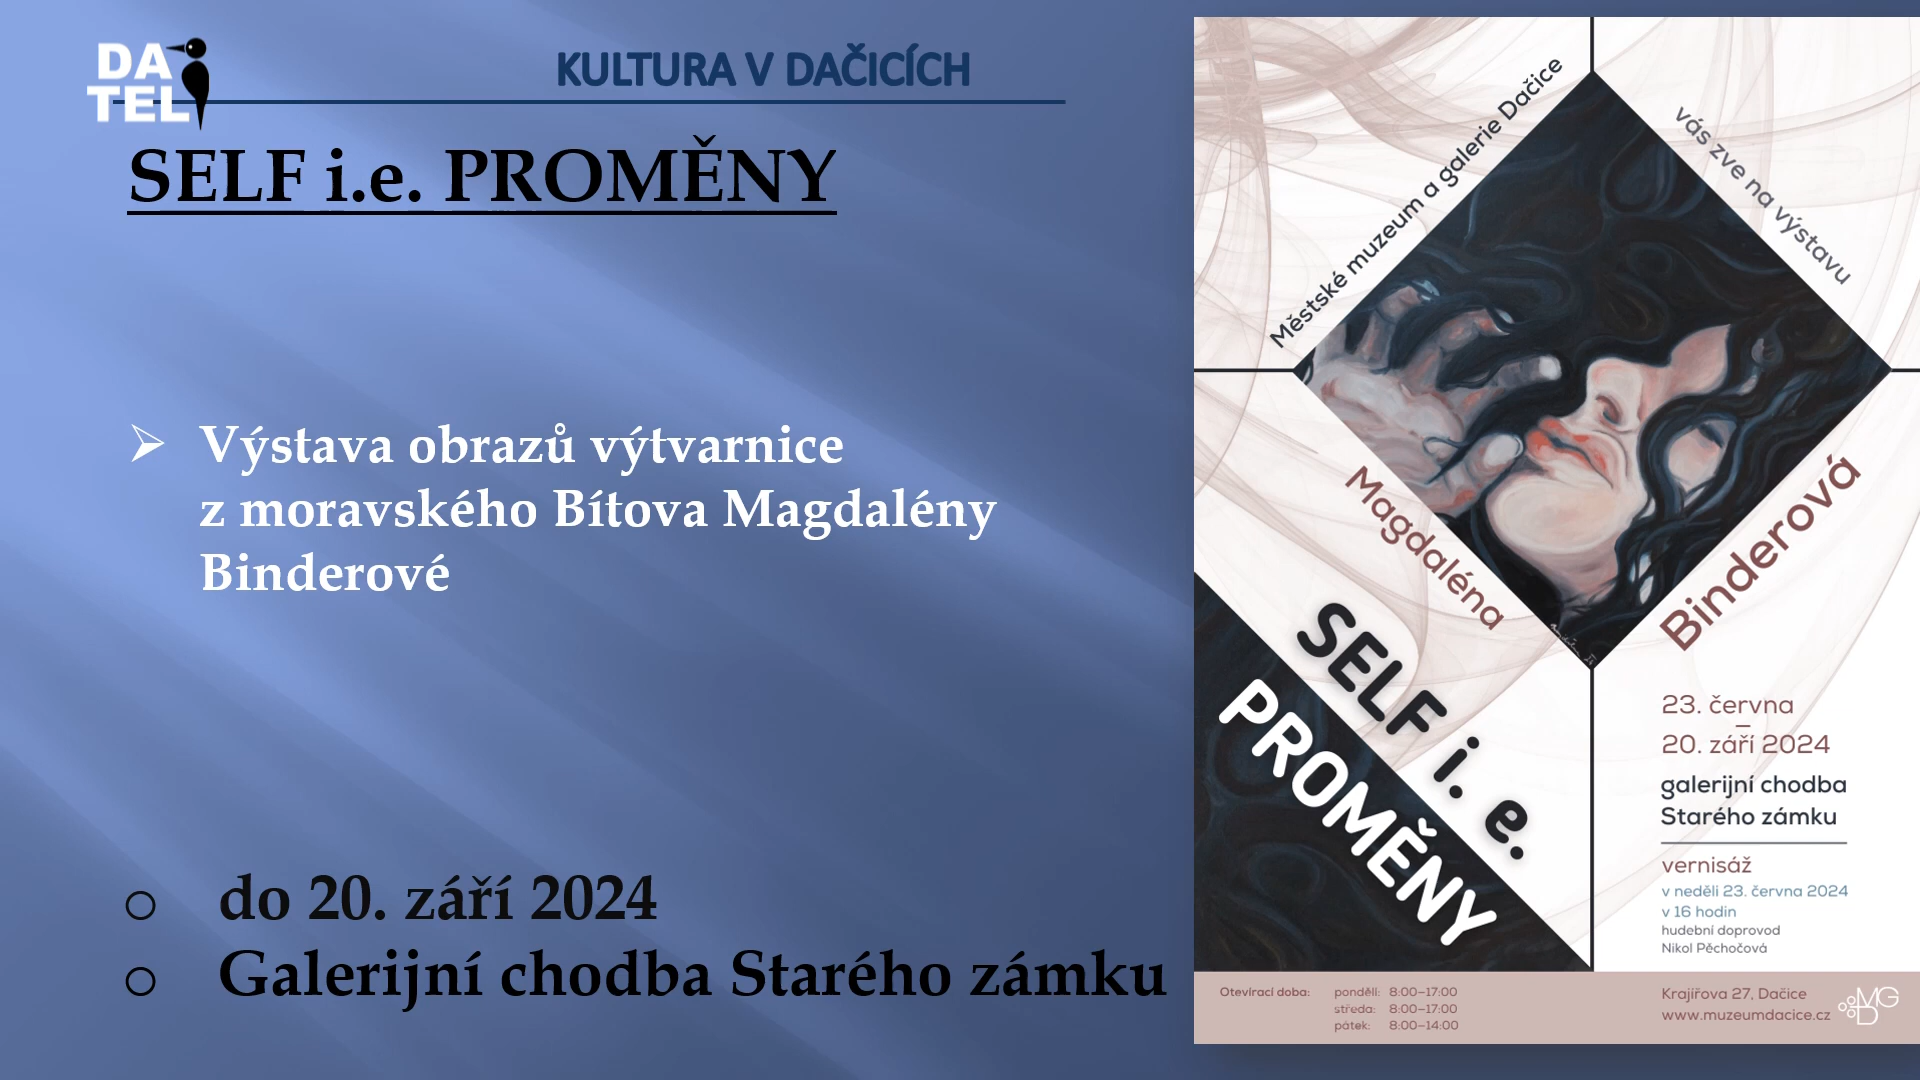 DA
TEL
KULTURA V DAČICÍCH
SELF i.e. PROMĚNY
Výstava obrazů výtvarnice
z moravského Bítova Magdalény
Binderové
do 20. září 2024
Galerijní chodba Starého zámku
Městské muzeum a galerie Dačice
vás zve na výstavu
Magdaléna
Binderová
SELF i. e.
PROMĚNY
23. června
–
20. září 2024
galerijní chodba
Starého zámku
vernisáž
v neděli 23. června 2024
v 16 hodin
hudební doprovod
Nikol Pěchočová
Otevírací doba: pondělí: 8:00–17:00
středa: 8:00–17:00
pátek: 8:00–14:00
Krajířova 27, Dačice
www.muzeumdacice.cz
MG
D